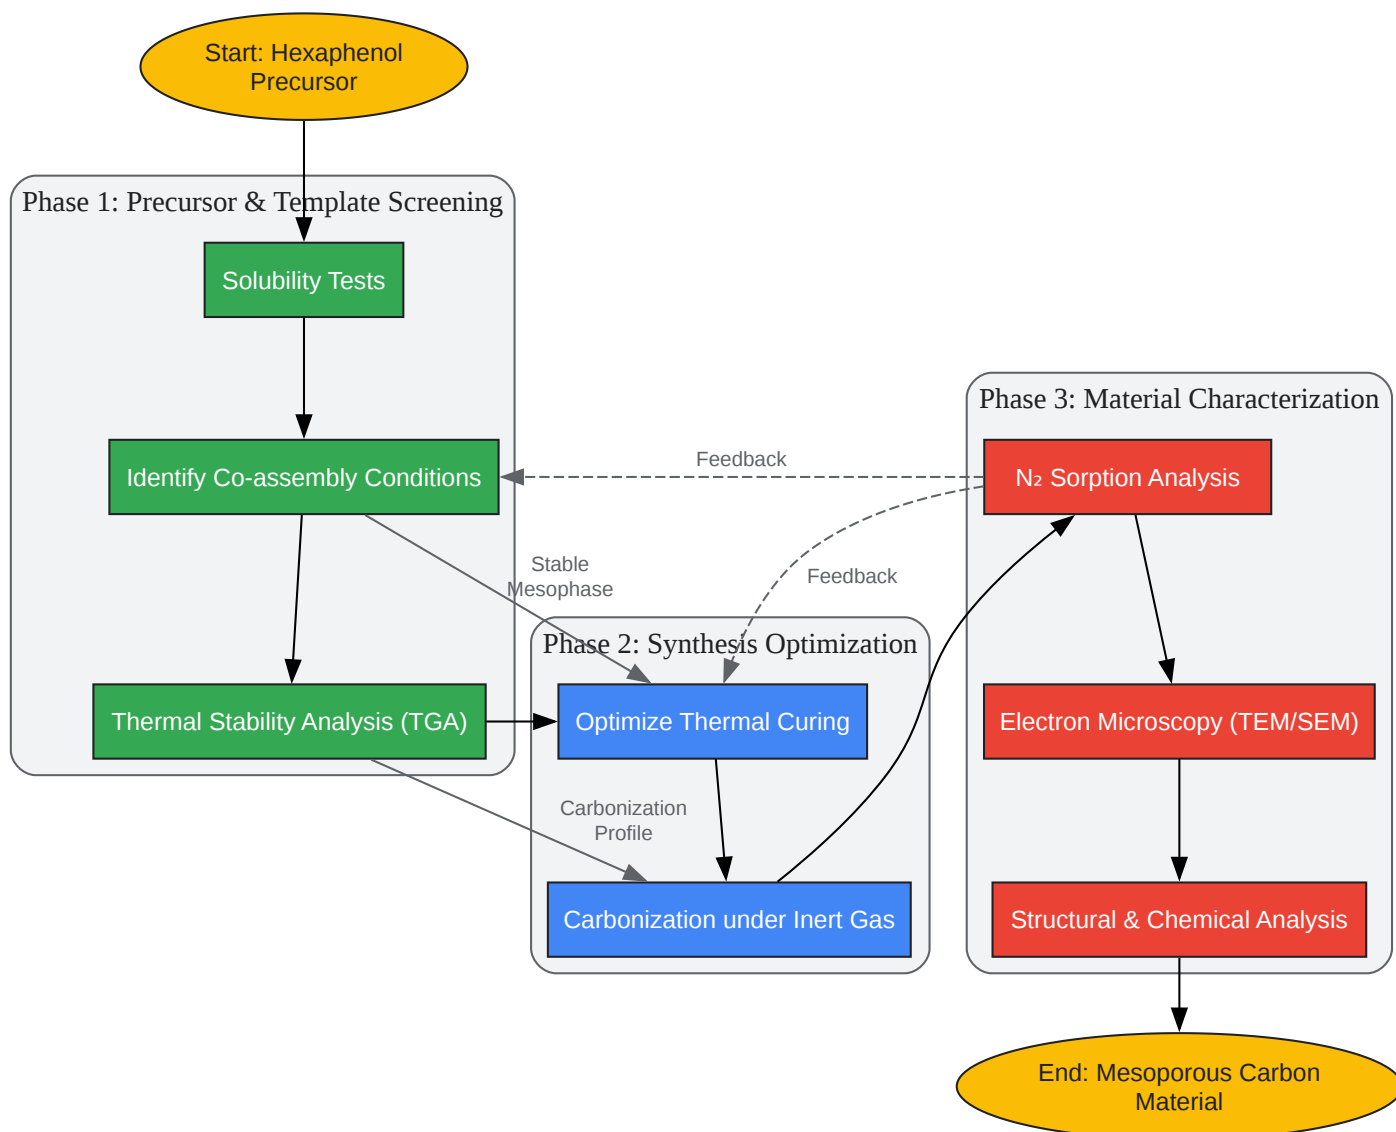 Start: Hexaphenol
Precursor
Phase 1: Precursor & Template Screening
Solubility Tests
Identify Co-assembly Conditions
Thermal Stability Analysis (TGA)
Stable
Mesophase
Carbonization
Profile
Phase 2: Synthesis Optimization
Optimize Thermal Curing
Carbonization under Inert Gas
Feedback
Feedback
Phase 3: Material Characterization
N₂ Sorption Analysis
Electron Microscopy (TEM/SEM)
Structural & Chemical Analysis
End: Mesoporous Carbon
Material